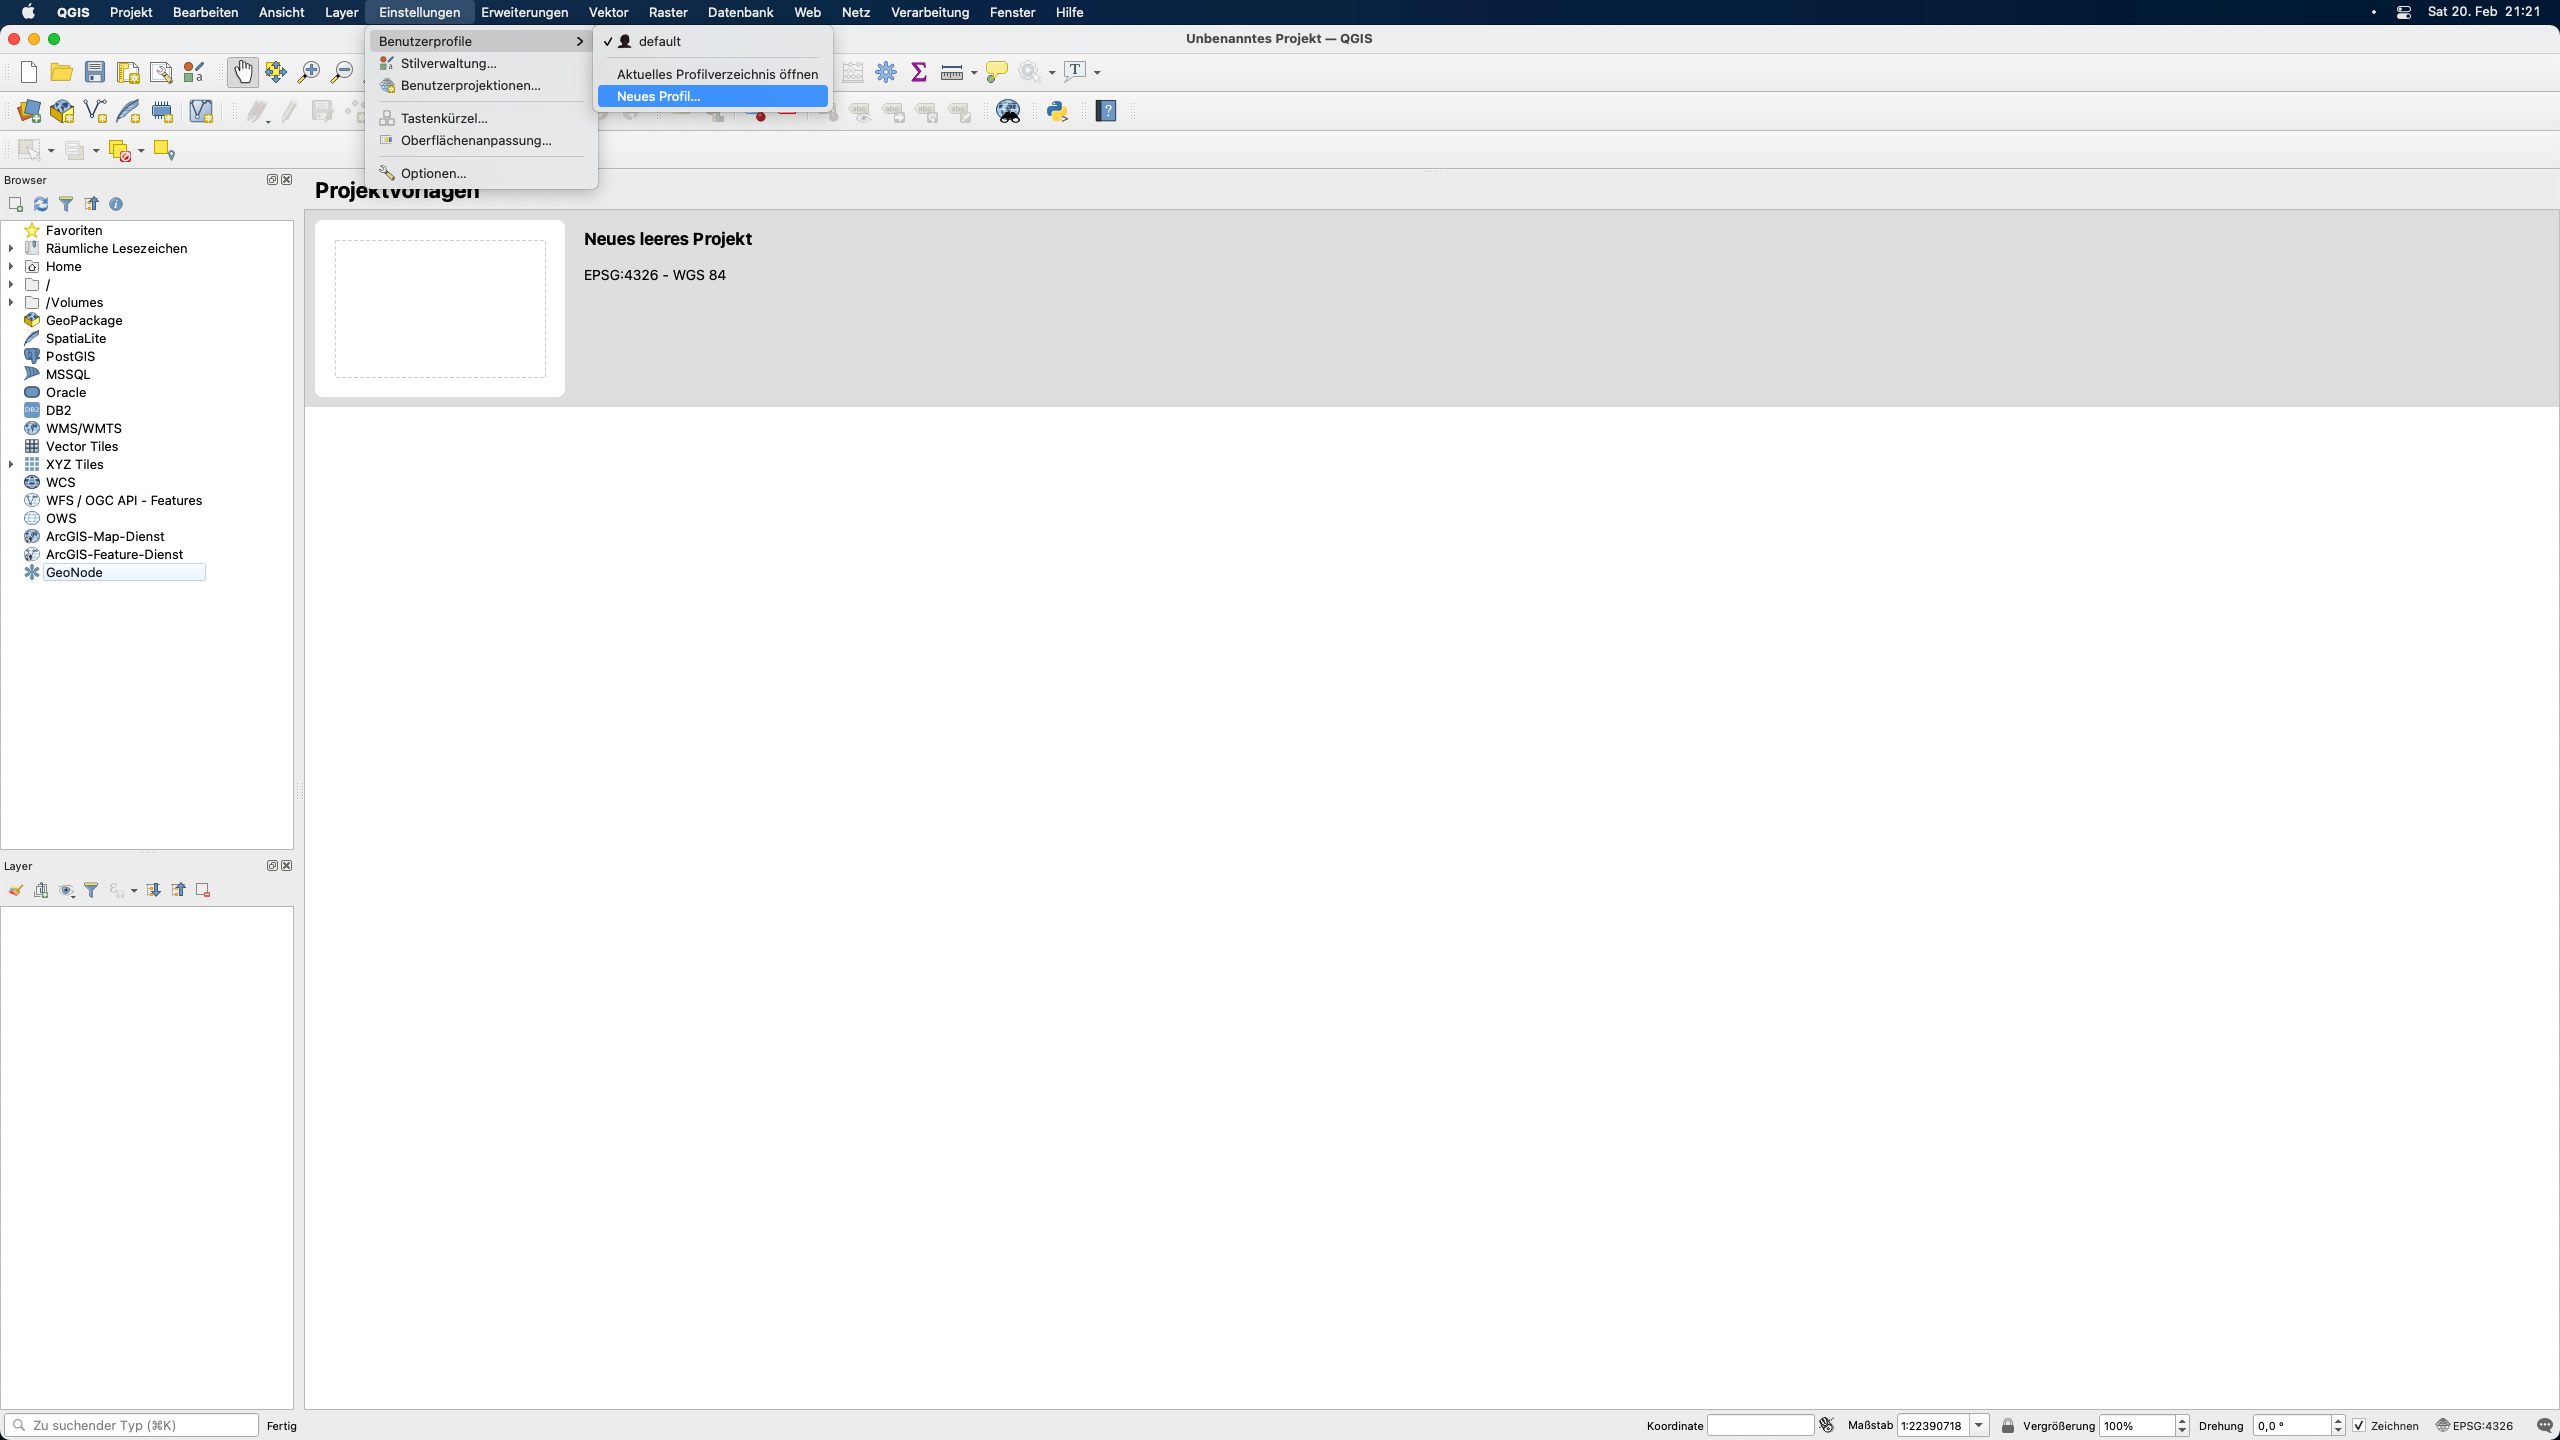 QGIS Projekt Bearbeiten Ansicht Layer Einstellungen Erweiterungen Vektor Raster Datenbank Web Netz Verarbeitung Fenster Hilfe Sat 20. Feb 21:21
Unbenanntes Projekt — QGIS
Benutzerprofile
Stilverwaltung...
Benutzerprojektionen...
Tastenkürzel...
Oberflächenanpassung...
Optionen...
default
Aktuelles Profilverzeichnis öffnen
Neues Profil...
Browser
Favoriten
Räumliche Lesezeichen
Home
/
/Volumes
GeoPackage
SpatiaLite
PostGIS
MSSQL
Oracle
DB2
WMS/WMTS
Vector Tiles
XYZ Tiles
WCS
WFS / OGC API - Features
OWS
ArcGIS-Map-Dienst
ArcGIS-Feature-Dienst
GeoNode
Projektvorlagen
Neues leeres Projekt
EPSG:4326 - WGS 84
Layer
Zu suchender Typ (⌘K) Fertig Koordinate Maßstab 1:22390718 Vergrößerung 100% Drehung 0,0 ° Zeichnen EPSG:4326